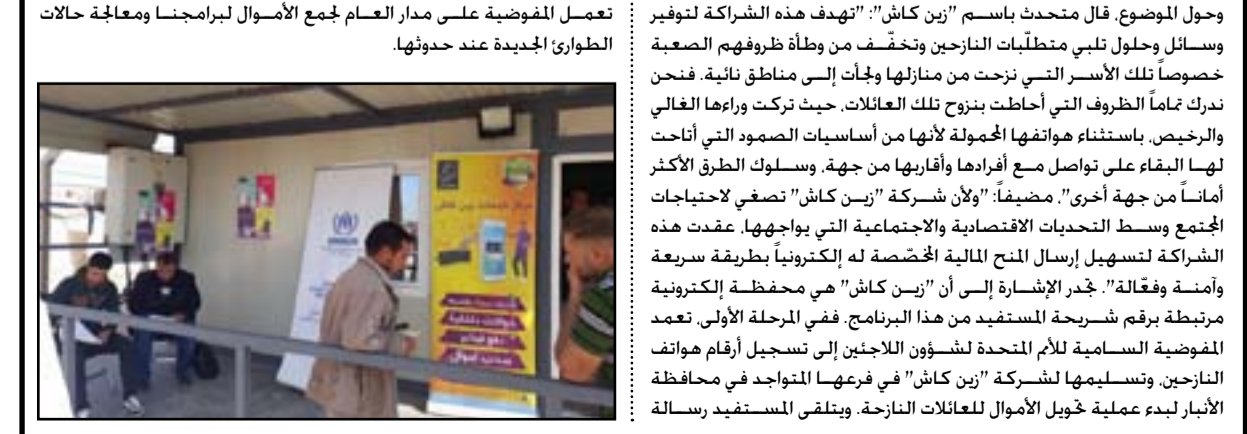 وحول الموضوع، قال متحدث باسم "زين كاش": "تهدف هذه الشراكة لتوفير
وسائل وحلول تلبي متطلّبات النازحين وتخفّف من وطأة ظروفهم الصعبة
خصوصاً تلك الأسر التي نزحت من منازلها ولجأت إلى مناطق نائية. فنحن
ندرك تماماً الظروف التي أحاطت بنزوح تلك العائلات، حيث تركت وراءها الغالي
والرخيص، باستثناء هواتفها المحمولة لأنها من أساسيات الصمود التي أتاحت
لها البقاء على تواصل مع أفرادها وأقاربها من جهة، وسلوك الطرق الأكثر
أماناً من جهة أخرى"، مضيفاً: "ولأن شركة "زين كاش" تصغي لاحتياجات
المجتمع وسط التحديات الاقتصادية والاجتماعية التي يواجهها، عقدت هذه
الشراكة لتسهيل إرسال المنح المالية المخصّصة له إلكترونياً بطريقة سريعة
وآمنة وفعّالة". تجدر الإشارة إلى أن "زين كاش" هي محفظة إلكترونية
مرتبطة برقم شريحة المستفيد من هذا البرنامج. ففي المرحلة الأولى، تعمد
المفوضية السامية للأمم المتحدة لشؤون اللاجئين إلى تسجيل أرقام هواتف
النازحين، وتسليمها لشركة "زين كاش" في فرعها المتواجد في محافظة
الأنبار لبدء عملية تحويل الأموال للعائلات النازحة. ويتلقى المستفيد رسالة
تعمل المفوضية على مدار العام لجمع الأموال لبرامجنا ومعالجة حالات
الطوارئ الجديدة عند حدوثها.
UNHCR